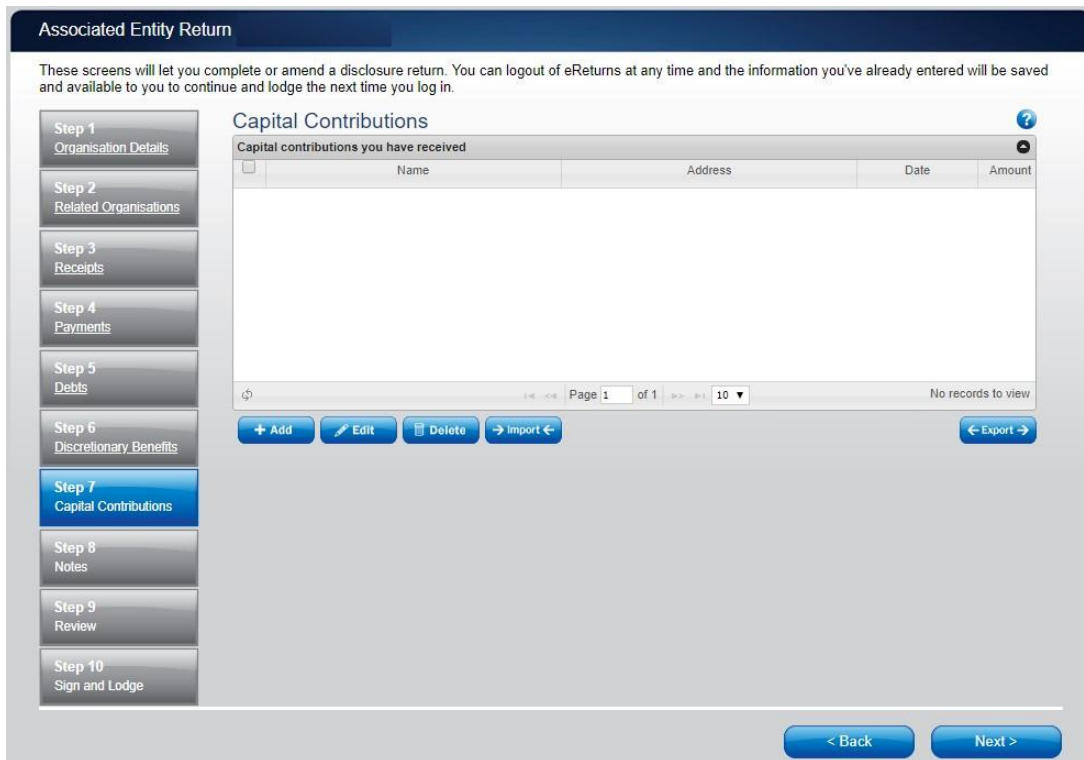 Associated Entity Return
These screens will let you complete or amend a disclosure return. You can logout of eReturns at any time and the information you've already entered will be saved
and available to you to continue and lodge the next time you log in.
Step 1
Organisation Details
Step 2
Related Organisations
Step 3
Receipts
Step 4
Payments
Step 5
Debts
Step 6
Discretionary Benefits
Step 7
Capital Contributions
Step 8
Notes
Step 9
Review
Step 10
Sign and Lodge
Capital Contributions
?
Capital contributions you have received
Name Address Date Amount
Page 1 of 1 10 No records to view
+ Add Edit Delete → Import ← ← Export →
< Back Next >